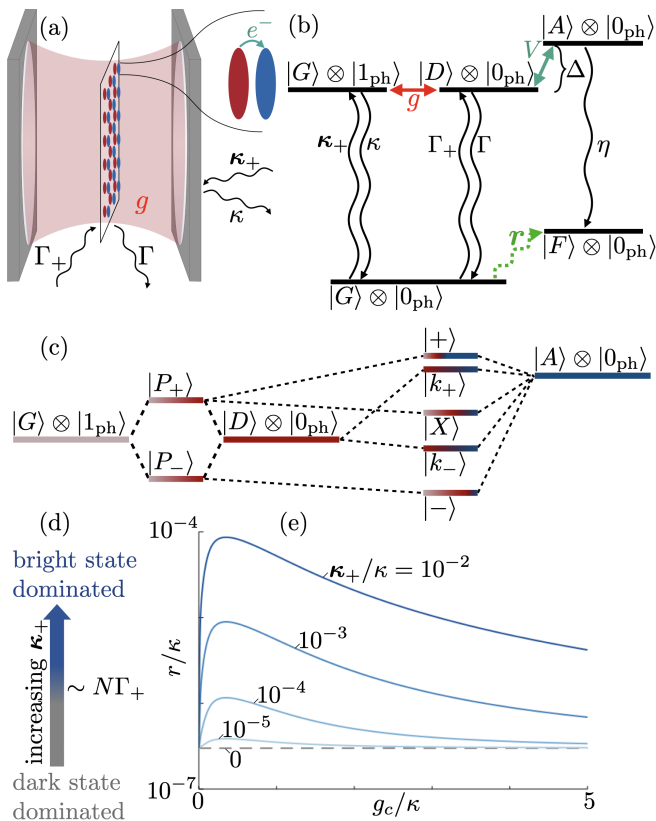 (a)
e⁻
g
κ₊
κ
Γ₊
Γ
(b)
|A⟩ ⊗ |0ph⟩
V
Δ
|G⟩ ⊗ |1ph⟩
|D⟩ ⊗ |0ph⟩
g
κ₊
κ
Γ₊
Γ
η
r
|F⟩ ⊗ |0ph⟩
|G⟩ ⊗ |0ph⟩
(c)
|+⟩
|A⟩ ⊗ |0ph⟩
|P₊⟩
|k₊⟩
|G⟩ ⊗ |1ph⟩
|D⟩ ⊗ |0ph⟩
|X⟩
|P₋⟩
|k₋⟩
|−⟩
(d)
bright state
dominated
increasing κ₊
∼ NΓ₊
dark state
dominated
(e)
10⁻⁴
κ₊/κ = 10⁻²
10⁻³
r/κ
10⁻⁴
10⁻⁵
0
10⁻⁷
0
g_c/κ
5